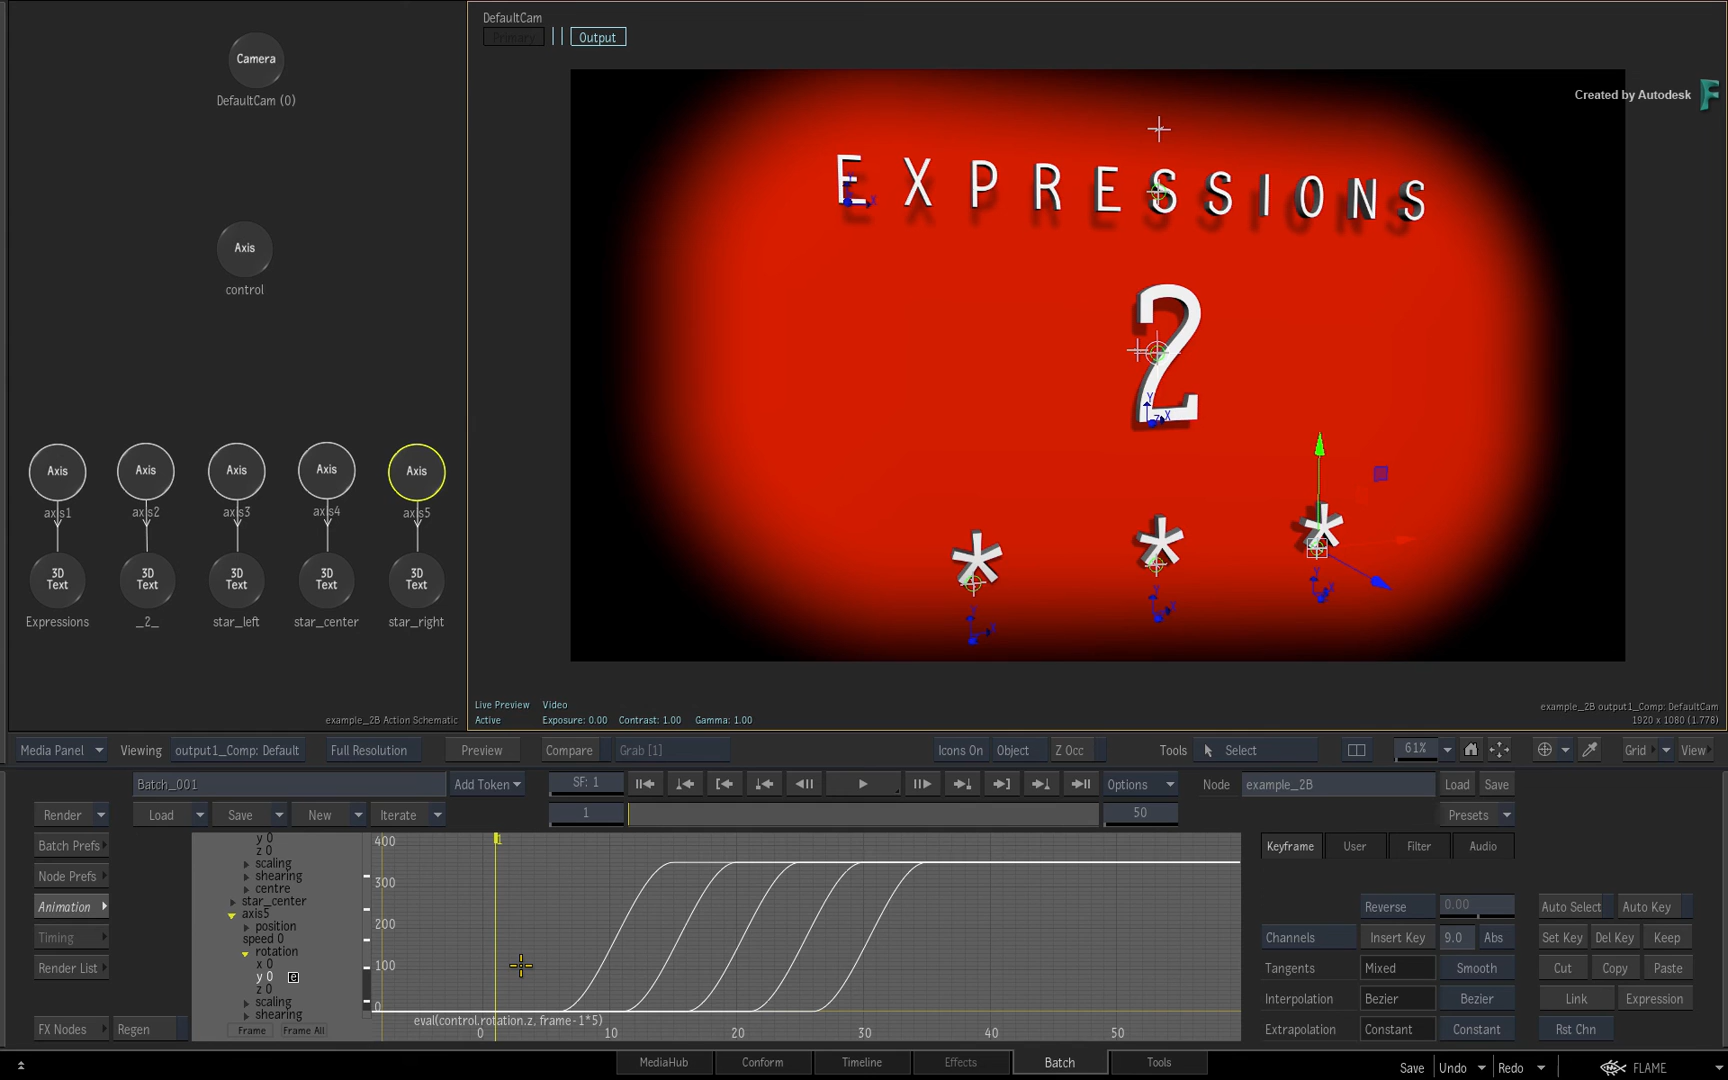 Camera
DefaultCam (0)
Axis
control
Axis Axis Axis Axis Axis
axis1 axis2 axis3 axis4 axis5
3D Text 3D Text 3D Text 3D Text 3D Text
Expressions _2_ star_left star_center star_right
example_2B Action Schematic
DefaultCam
Primary Output
Created by Autodesk
EXPRESSIONS
2
* * *
Live Preview Video
Active Exposure: 0.00 Contrast: 1.00 Gamma: 1.00
example_2B output1_Comp: DefaultCam
1920 x 1080 (1.778)
Media Panel Viewing output1_Comp: Default Full Resolution Preview Compare Grab [1] Icons On Object Z Occ Tools Select 61% Grid View
Batch_001 Add Token SF: 1 Options Node example_2B Load Save
Render Load Save New Iterate 1 50 Presets
Batch Prefs
Node Prefs
Animation
Timing
Render List
FX Nodes Regen
y 0
z 0
scaling
shearing
centre
star_center
axis5
position
speed 0
rotation
x 0
y 0 e
z 0
scaling
shearing
Frame Frame All
400
300
200
100
0
1
eval(control.rotation.z, frame-1*5)
0 10 20 30 40 50
Keyframe User Filter Audio
Reverse 0.00 Auto Select Auto Key
Channels Insert Key 9.0 Abs Set Key Del Key Keep
Tangents Mixed Smooth Cut Copy Paste
Interpolation Bezier Bezier Link Expression
Extrapolation Constant Constant Rst Chn
MediaHub Conform Timeline Effects Batch Tools
Save Undo Redo FLAME